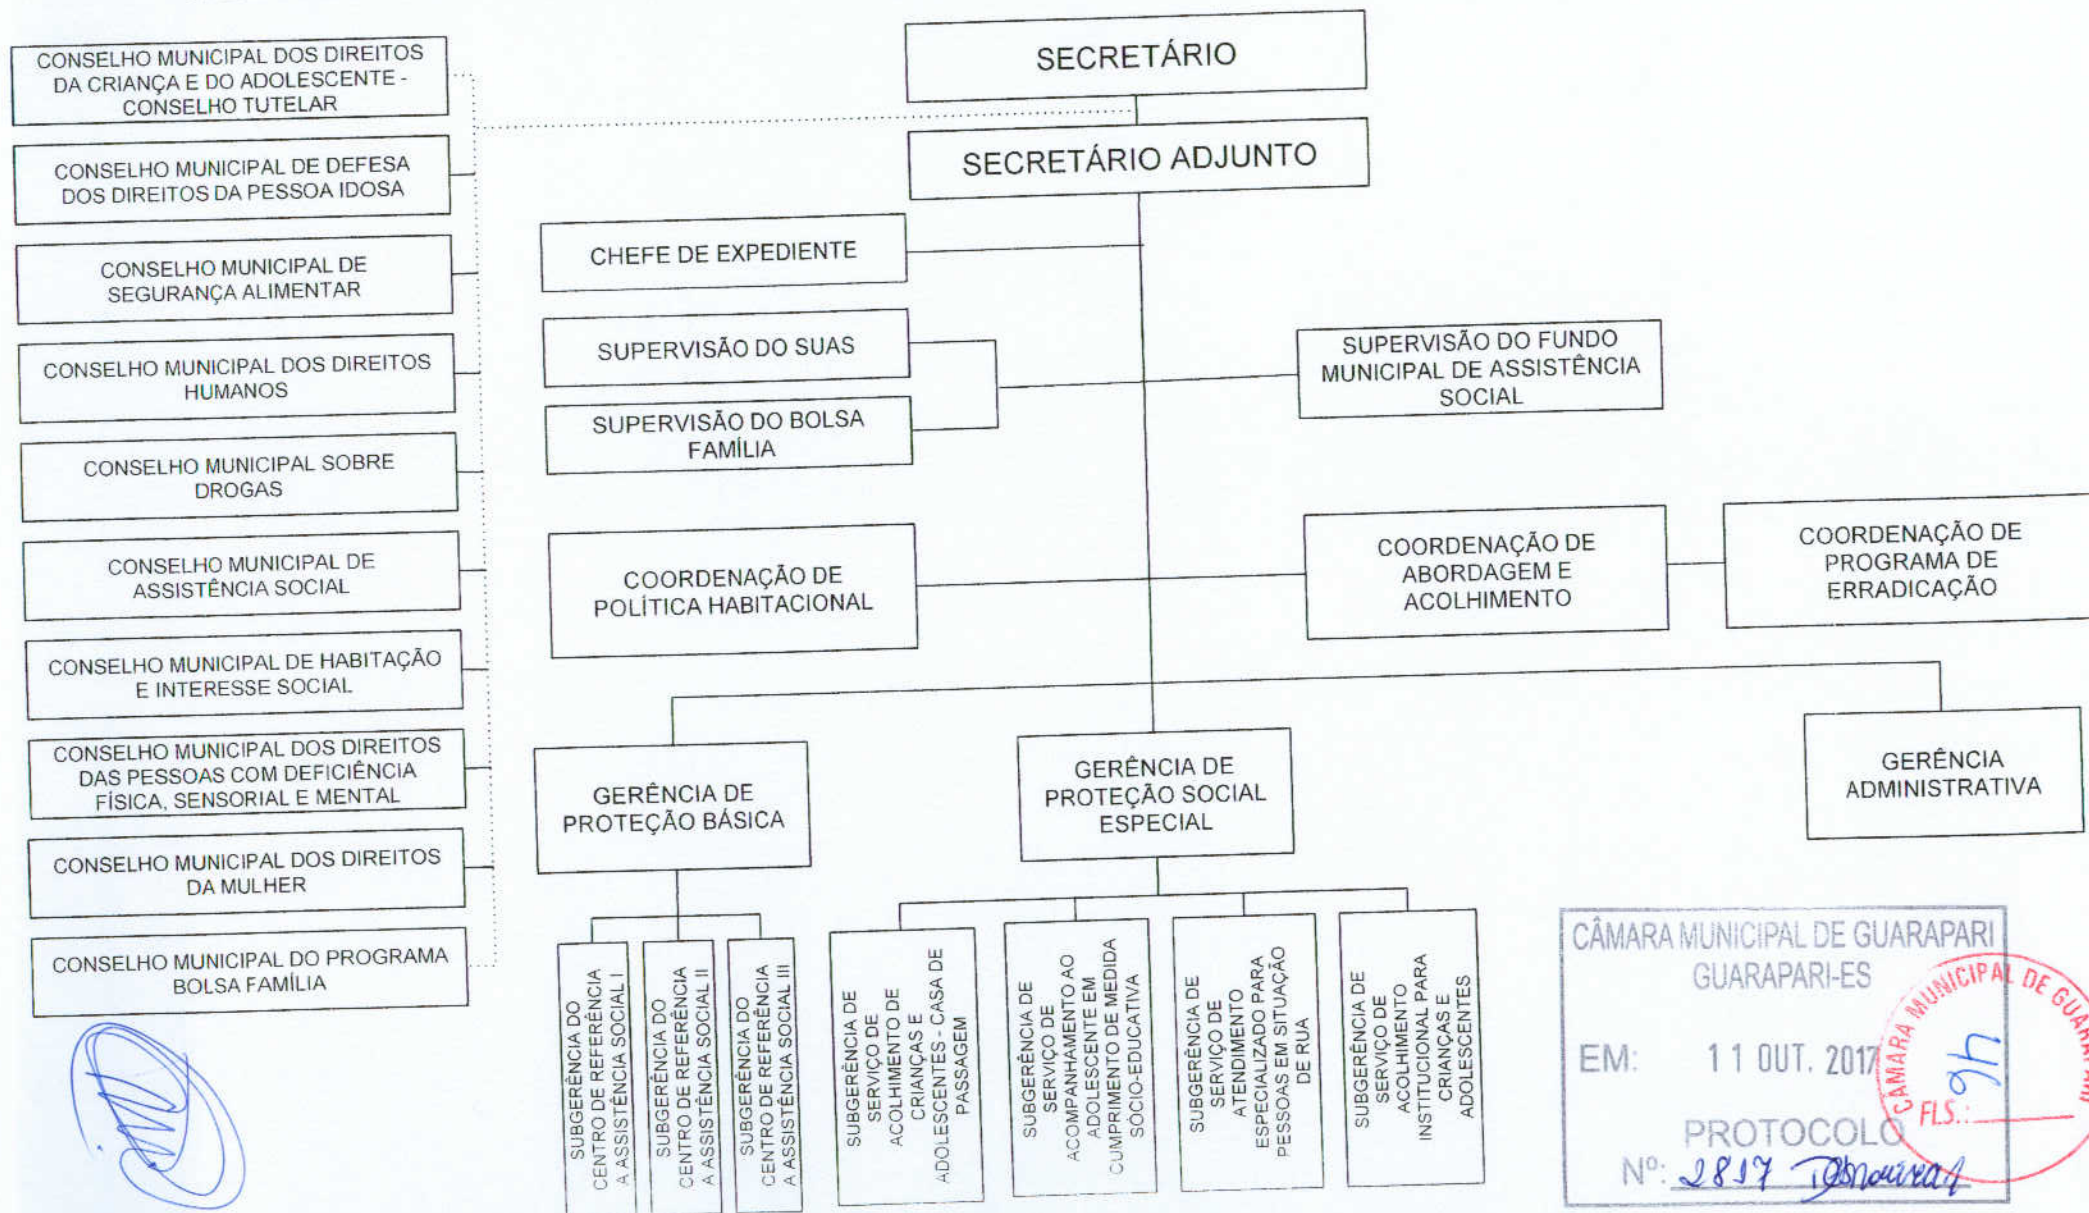 CONSELHO MUNICIPAL DOS DIREITOS
DA CRIANÇA E DO ADOLESCENTE -
CONSELHO TUTELAR
CONSELHO MUNICIPAL DE DEFESA
DOS DIREITOS DA PESSOA IDOSA
CONSELHO MUNICIPAL DE
SEGURANÇA ALIMENTAR
CONSELHO MUNICIPAL DOS DIREITOS
HUMANOS
CONSELHO MUNICIPAL SOBRE
DROGAS
CONSELHO MUNICIPAL DE
ASSISTÊNCIA SOCIAL
CONSELHO MUNICIPAL DE HABITAÇÃO
E INTERESSE SOCIAL
CONSELHO MUNICIPAL DOS DIREITOS
DAS PESSOAS COM DEFICIÊNCIA
FÍSICA, SENSORIAL E MENTAL
CONSELHO MUNICIPAL DOS DIREITOS
DA MULHER
CONSELHO MUNICIPAL DO PROGRAMA
BOLSA FAMÍLIA
SECRETÁRIO
SECRETÁRIO ADJUNTO
CHEFE DE EXPEDIENTE
SUPERVISÃO DO SUAS
SUPERVISÃO DO BOLSA
FAMÍLIA
SUPERVISÃO DO FUNDO
MUNICIPAL DE ASSISTÊNCIA
SOCIAL
COORDENAÇÃO DE
POLÍTICA HABITACIONAL
COORDENAÇÃO DE
ABORDAGEM E
ACOLHIMENTO
COORDENAÇÃO DE
PROGRAMA DE
ERRADICAÇÃO
GERÊNCIA DE
PROTEÇÃO BÁSICA
GERÊNCIA DE
PROTEÇÃO SOCIAL
ESPECIAL
GERÊNCIA
ADMINISTRATIVA
SUBGERÊNCIA DO
CENTRO DE REFERÊNCIA
A ASSISTÊNCIA SOCIAL I
SUBGERÊNCIA DO
CENTRO DE REFERÊNCIA
A ASSISTÊNCIA SOCIAL II
SUBGERÊNCIA DO
CENTRO DE REFERÊNCIA
A ASSISTÊNCIA SOCIAL III
SUBGERÊNCIA DE
SERVIÇO DE
ACOLHIMENTO DE
CRIANÇAS E
ADOLESCENTES - CASA DE
PASSAGEM
SUBGERÊNCIA DE
SERVIÇO DE
ACOMPANHAMENTO AO
ADOLESCENTE EM
CUMPRIMENTO DE MEDIDA
SÓCIO-EDUCATIVA
SUBGERÊNCIA DE
SERVIÇO DE
ATENDIMENTO
ESPECIALIZADO PARA
PESSOAS EM SITUAÇÃO
DE RUA
SUBGERÊNCIA DE
SERVIÇO DE
ACOLHIMENTO
INSTITUCIONAL PARA
CRIANÇAS E
ADOLESCENTES
CÂMARA MUNICIPAL DE GUARAPARI
GUARAPARI-ES
EM: 11 OUT. 2017
PROTOCOLO
Nº: 2817
CÂMARA MUNICIPAL DE GUARAPARI
FLS.: